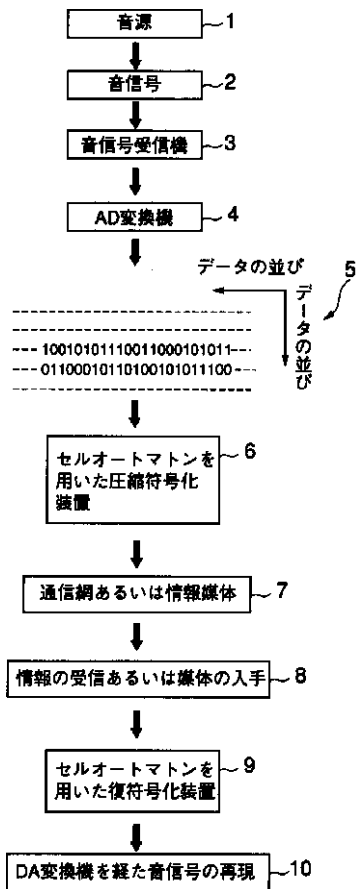 音源 1
音信号 2
音信号受信機 3
AD変換機 4
データの並び
データの並び
5
1001010111001100010101​1
0110001011010010101​11100
セルオートマトンを
用いた圧縮符号化
装置
6
通信網あるいは情報媒体 7
情報の受信あるいは媒体の入手 8
セルオートマトンを
用いた復符号化装置
9
DA変換機を経た音信号の再現 10